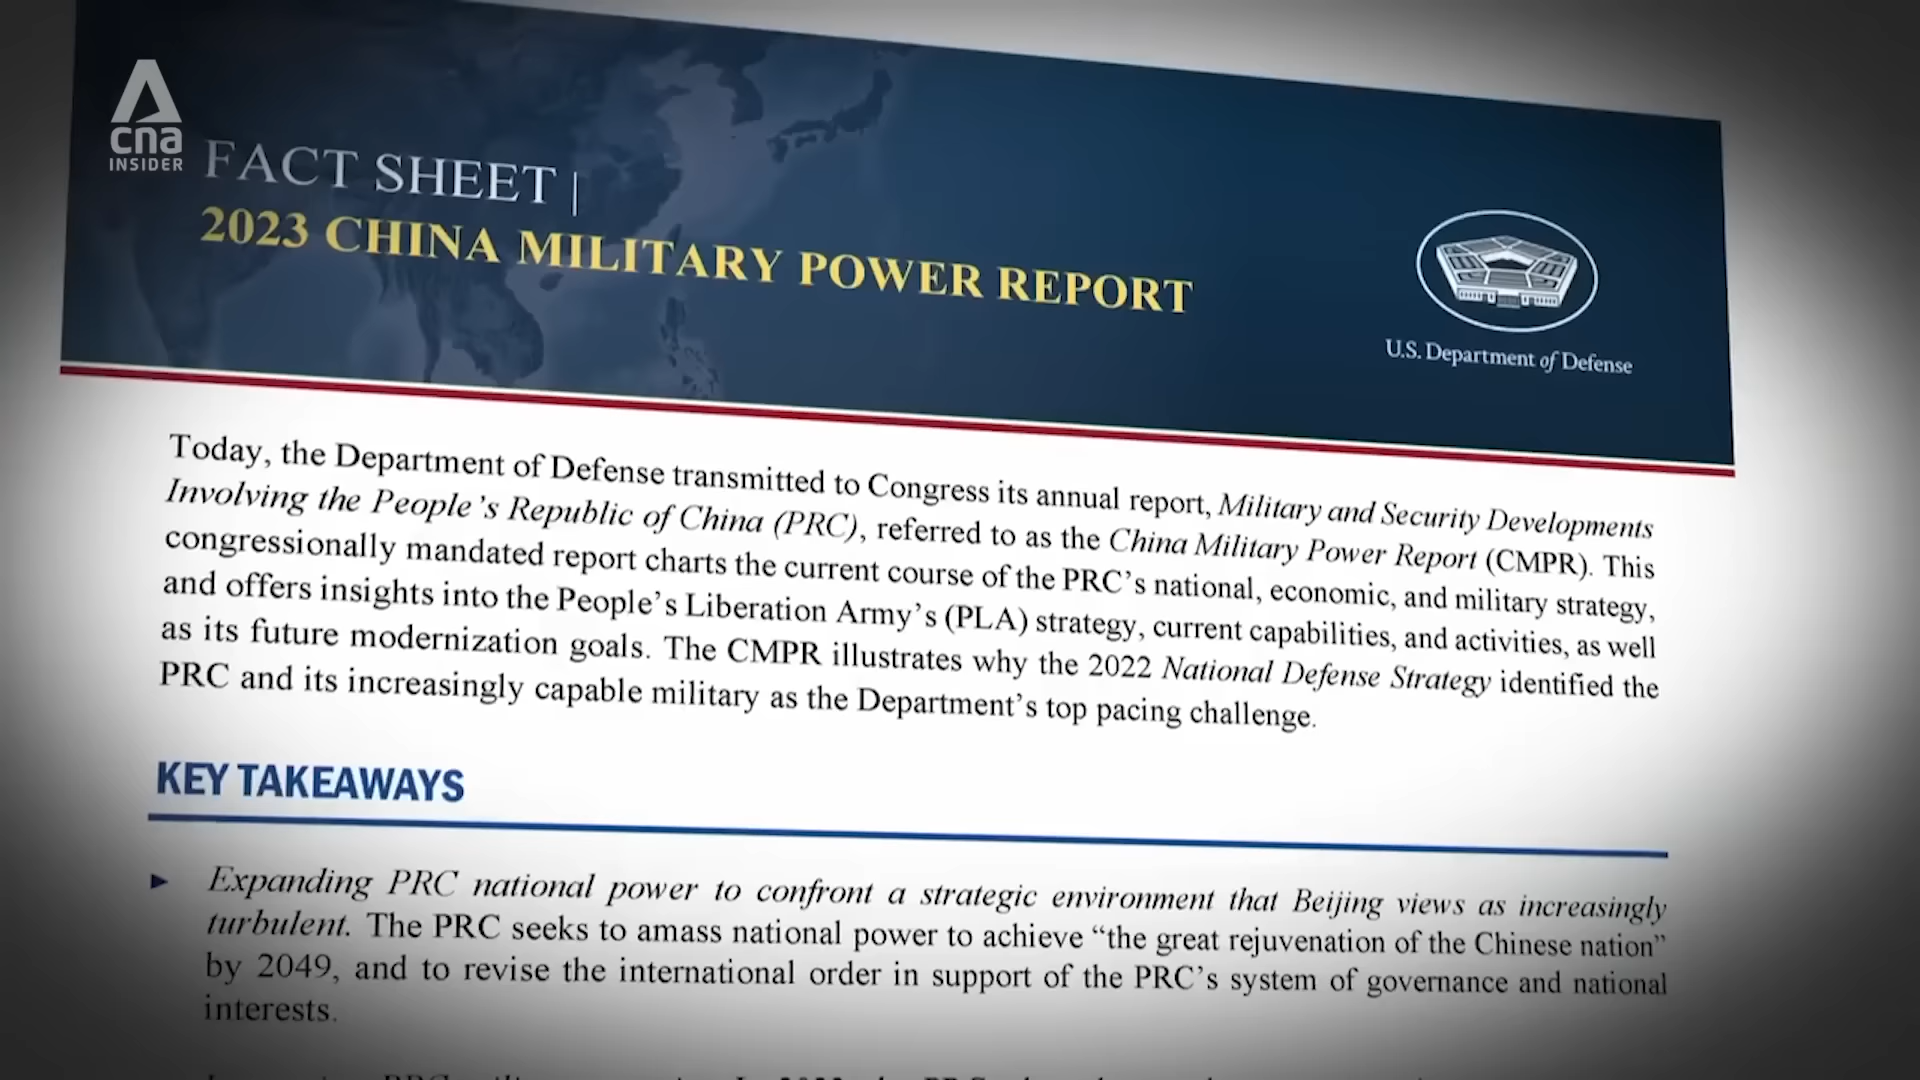 cna
INSIDER
FACT SHEET |
2023 CHINA MILITARY POWER REPORT
U.S. Department of Defense
Today, the Department of Defense transmitted to Congress its annual report, Military and Security Developments
Involving the People’s Republic of China (PRC), referred to as the China Military Power Report (CMPR). This
congressionally mandated report charts the current course of the PRC’s national, economic, and military strategy,
and offers insights into the People’s Liberation Army’s (PLA) strategy, current capabilities, and activities, as well
as its future modernization goals. The CMPR illustrates why the 2022 National Defense Strategy identified the
PRC and its increasingly capable military as the Department’s top pacing challenge.
KEY TAKEAWAYS
► Expanding PRC national power to confront a strategic environment that Beijing views as increasingly
turbulent. The PRC seeks to amass national power to achieve “the great rejuvenation of the Chinese nation”
by 2049, and to revise the international order in support of the PRC’s system of governance and national
interests.